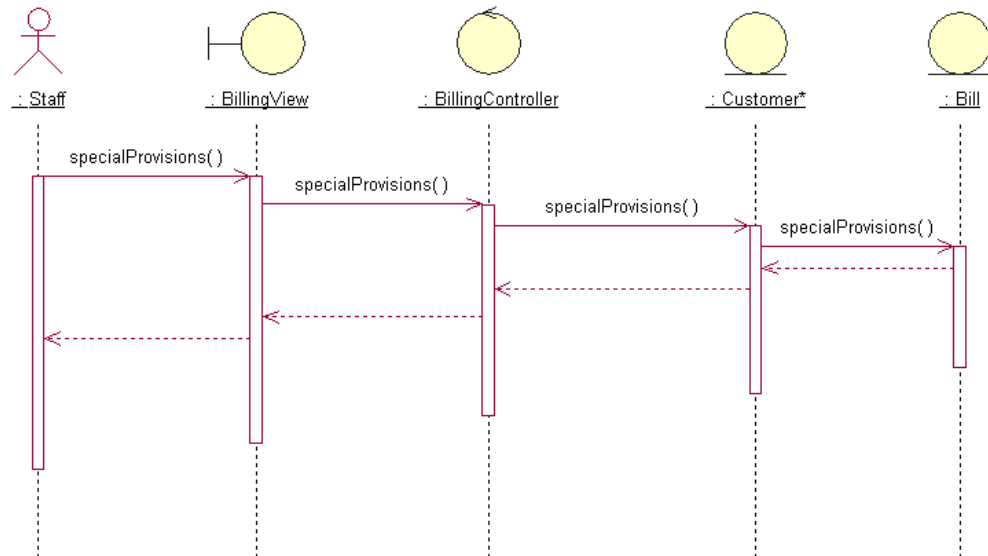 : Staff
: BillingView
: BillingController
: Customer*
: Bill
specialProvisions( )
specialProvisions( )
specialProvisions( )
specialProvisions( )